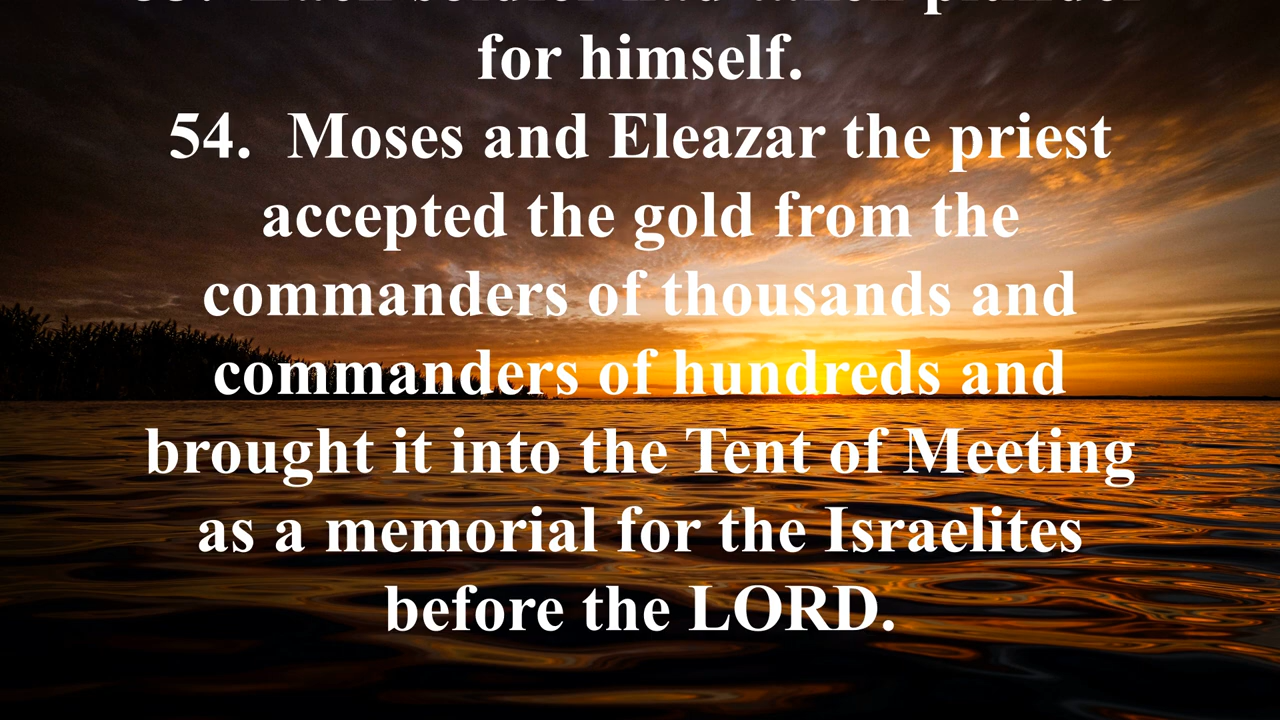 for himself.
54. Moses and Eleazar the priest
accepted the gold from the
commanders of thousands and
commanders of hundreds and
brought it into the Tent of Meeting
as a memorial for the Israelites
before the LORD.